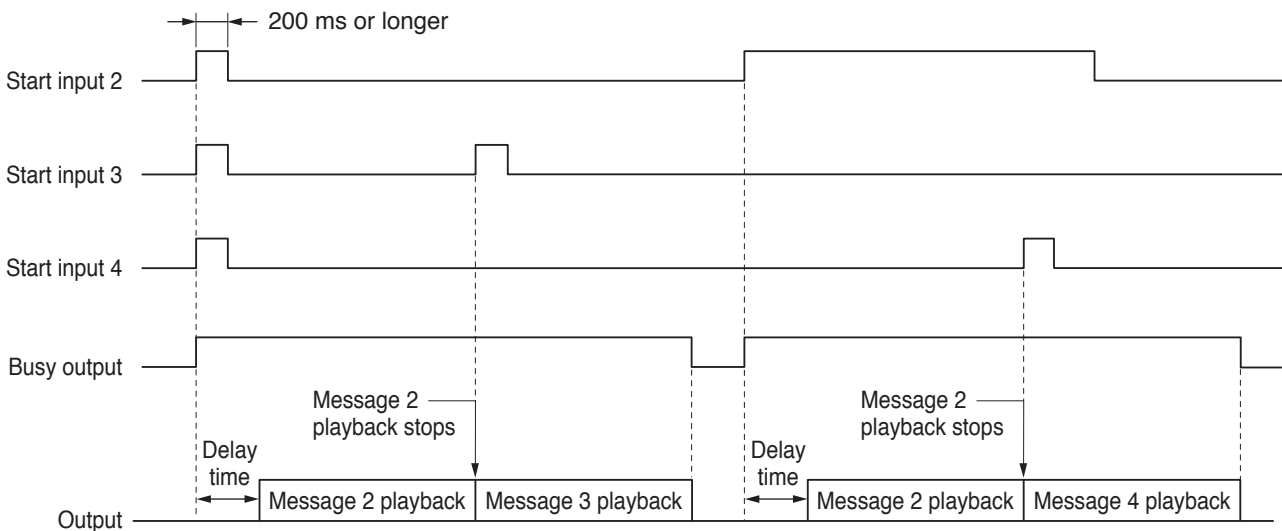 200 ms or longer
Start input 2
Start input 3
Start input 4
Busy output
Message 2
playback stops
Message 2
playback stops
Delay
time
Delay
time
Message 2 playback
Message 3 playback
Message 2 playback
Message 4 playback
Output